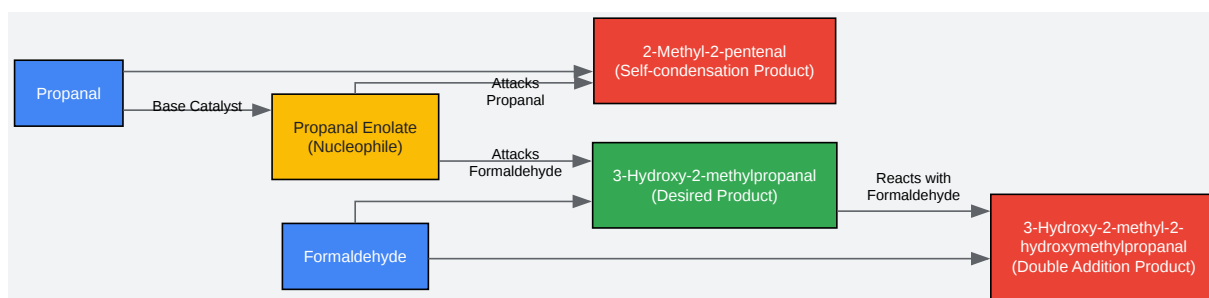 Propanal
Base Catalyst
Propanal Enolate
(Nucleophile)
Attacks
Propanal
2-Methyl-2-pentenal
(Self-condensation Product)
Attacks
Formaldehyde
3-Hydroxy-2-methylpropanal
(Desired Product)
Formaldehyde
Reacts with
Formaldehyde
3-Hydroxy-2-methyl-2-
hydroxymethylpropanal
(Double Addition Product)